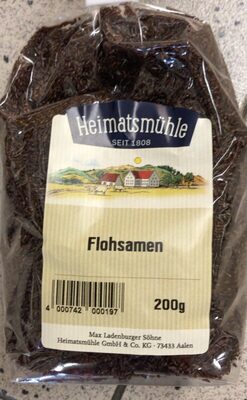 Heimatsmühle
SEIT 1808
Flohsamen
4 000742 000197
200g
Max Ladenburger Söhne
Heimatsmühle GmbH & Co. KG · 73433 Aalen